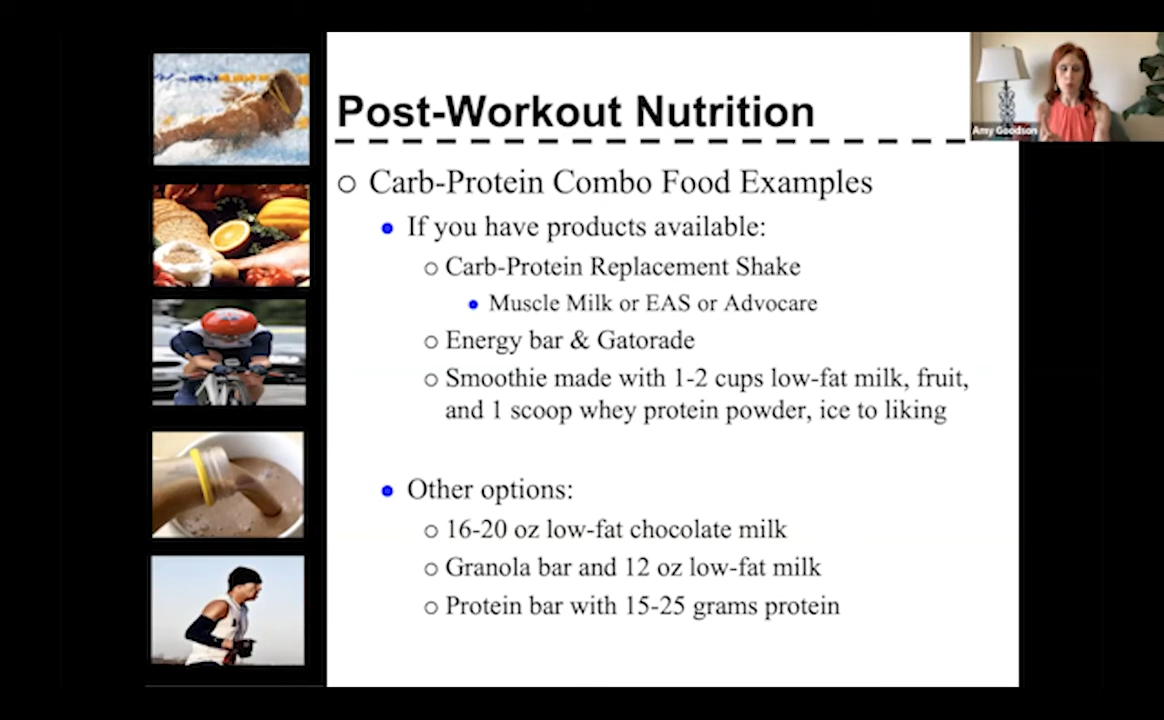 Post-Workout Nutrition
Amy Goodson
Carb-Protein Combo Food Examples
If you have products available:
Carb-Protein Replacement Shake
Muscle Milk or EAS or Advocare
Energy bar & Gatorade
Smoothie made with 1-2 cups low-fat milk, fruit,
and 1 scoop whey protein powder, ice to liking
Other options:
16-20 oz low-fat chocolate milk
Granola bar and 12 oz low-fat milk
Protein bar with 15-25 grams protein